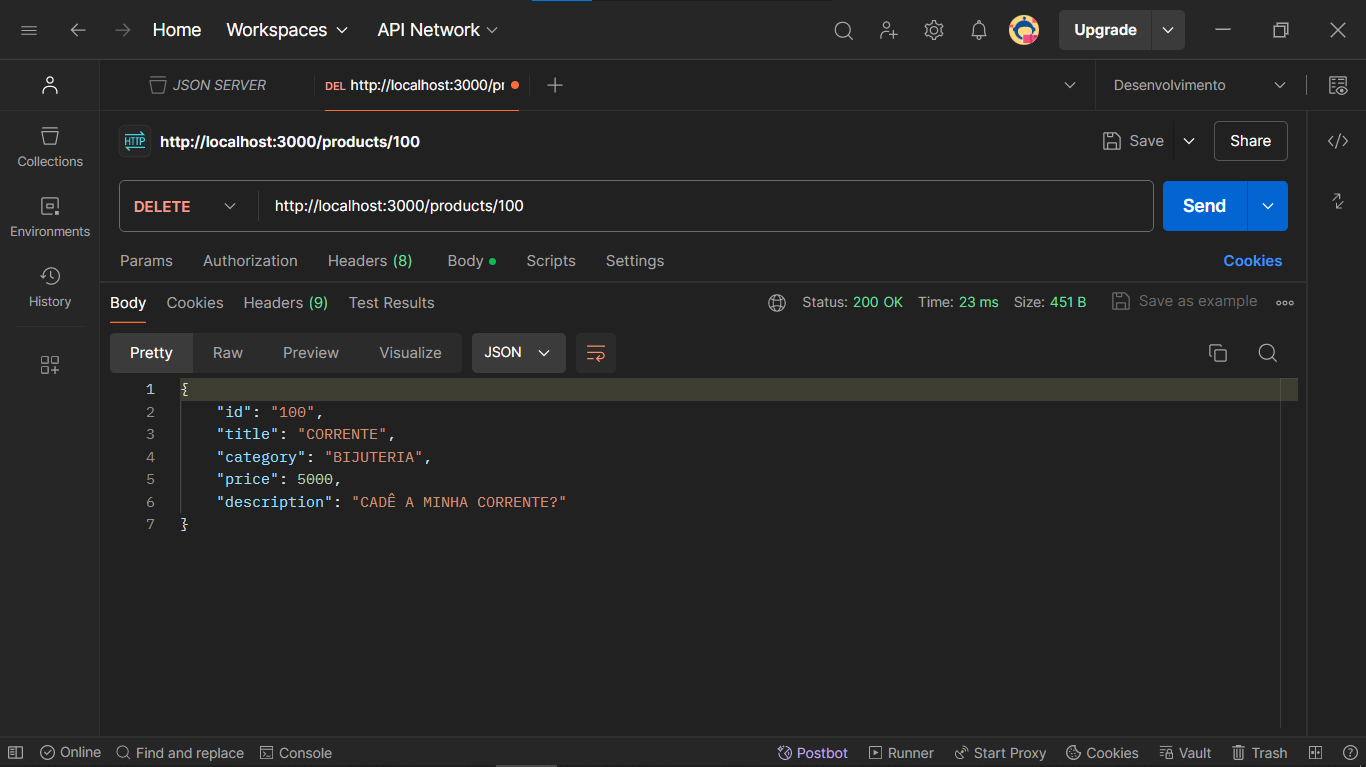 Home Workspaces API Network Upgrade
JSON SERVER DEL http://localhost:3000/pr Desenvolvimento
HTTP http://localhost:3000/products/100 Save Share
DELETE http://localhost:3000/products/100 Send
Params Authorization Headers (8) Body Scripts Settings Cookies
Body Cookies Headers (9) Test Results Status: 200 OK Time: 23 ms Size: 451 B Save as example
Pretty Raw Preview Visualize JSON
Collections
Environments
History
1 {
2 "id": "100",
3 "title": "CORRENTE",
4 "category": "BIJUTERIA",
5 "price": 5000,
6 "description": "CADÊ A MINHA CORRENTE?"
7 }
Online Find and replace Console Postbot Runner Start Proxy Cookies Vault Trash